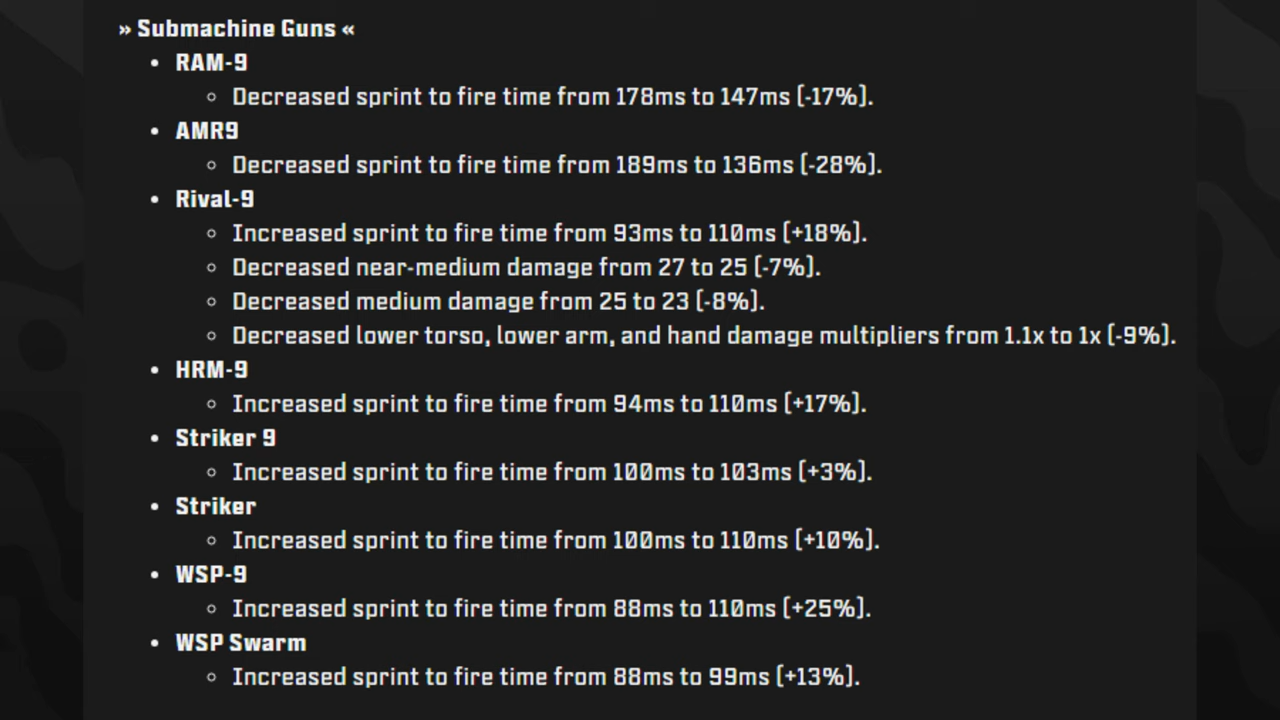 » Submachine Guns «
• RAM-9
◦ Decreased sprint to fire time from 178ms to 147ms (-17%).
• AMR9
◦ Decreased sprint to fire time from 189ms to 136ms (-28%).
• Rival-9
◦ Increased sprint to fire time from 93ms to 110ms (+18%).
◦ Decreased near-medium damage from 27 to 25 (-7%).
◦ Decreased medium damage from 25 to 23 (-8%).
◦ Decreased lower torso, lower arm, and hand damage multipliers from 1.1x to 1x (-9%).
• HRM-9
◦ Increased sprint to fire time from 94ms to 110ms (+17%).
• Striker 9
◦ Increased sprint to fire time from 100ms to 103ms (+3%).
• Striker
◦ Increased sprint to fire time from 100ms to 110ms (+10%).
• WSP-9
◦ Increased sprint to fire time from 88ms to 110ms (+25%).
• WSP Swarm
◦ Increased sprint to fire time from 88ms to 99ms (+13%).